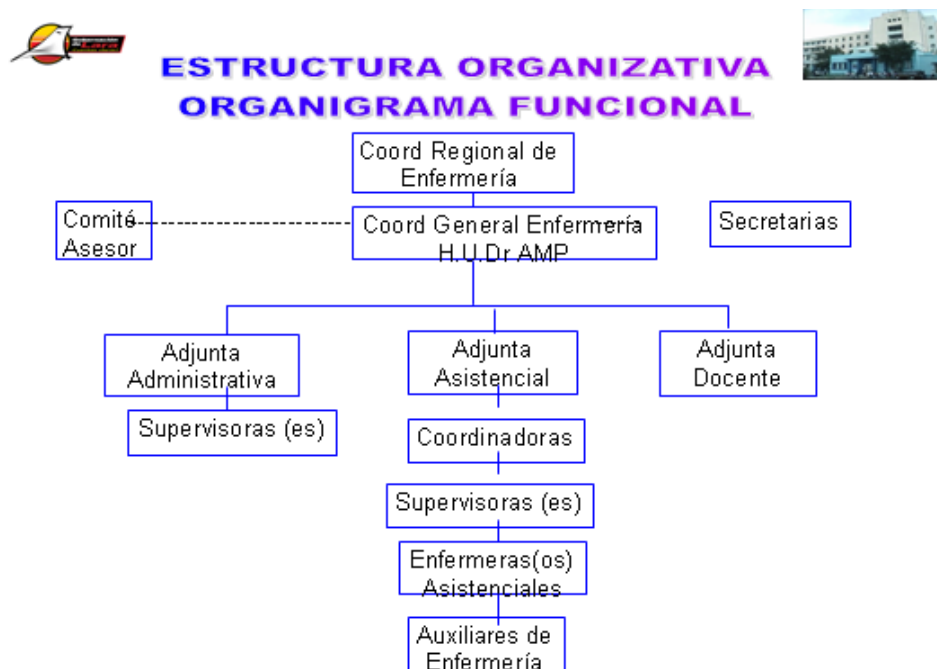 ESTRUCTURA ORGANIZATIVA
ORGANIGRAMA FUNCIONAL
Coord Regional de
Enfermería
Comité
Asesor
Coord General Enfermería
H.U.Dr AMP
Secretarias
Adjunta
Administrativa
Adjunta
Asistencial
Adjunta
Docente
Supervisoras (es)
Coordinadoras
Supervisoras (es)
Enfermeras(os)
Asistenciales
Auxiliares de
Enfermería